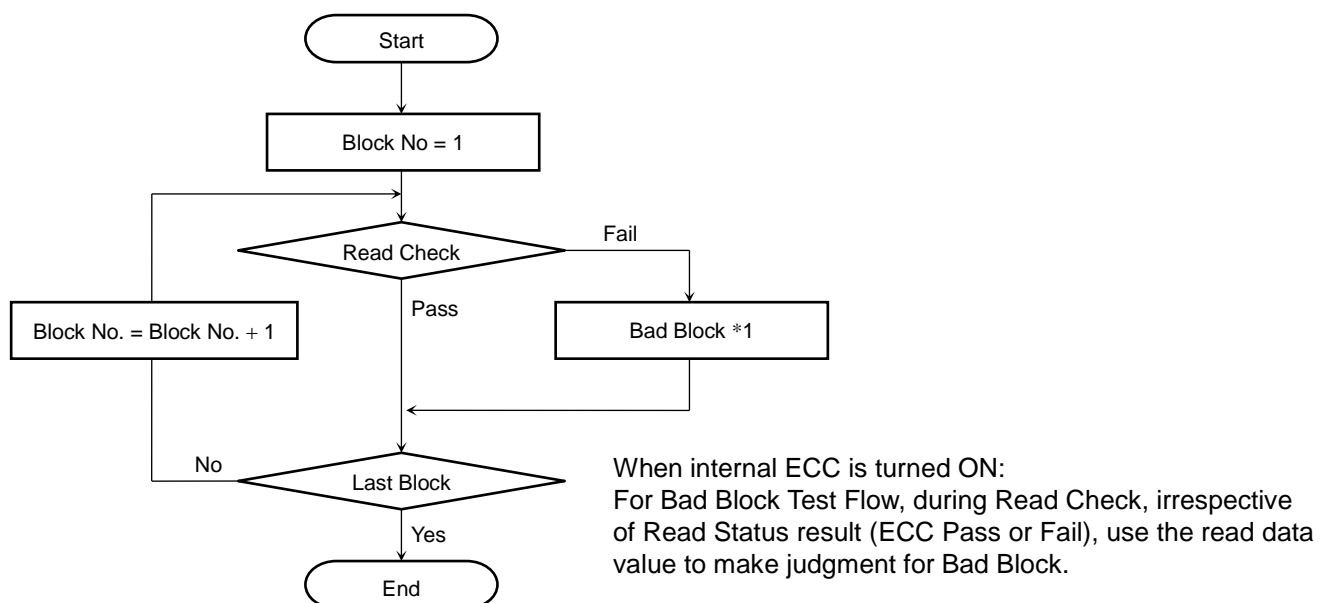 Start
Block No = 1
Read Check
Fail
Pass
Block No. = Block No. + 1
Bad Block *1
No
Last Block
Yes
End
When internal ECC is turned ON:
For Bad Block Test Flow, during Read Check, irrespective
of Read Status result (ECC Pass or Fail), use the read data
value to make judgment for Bad Block.